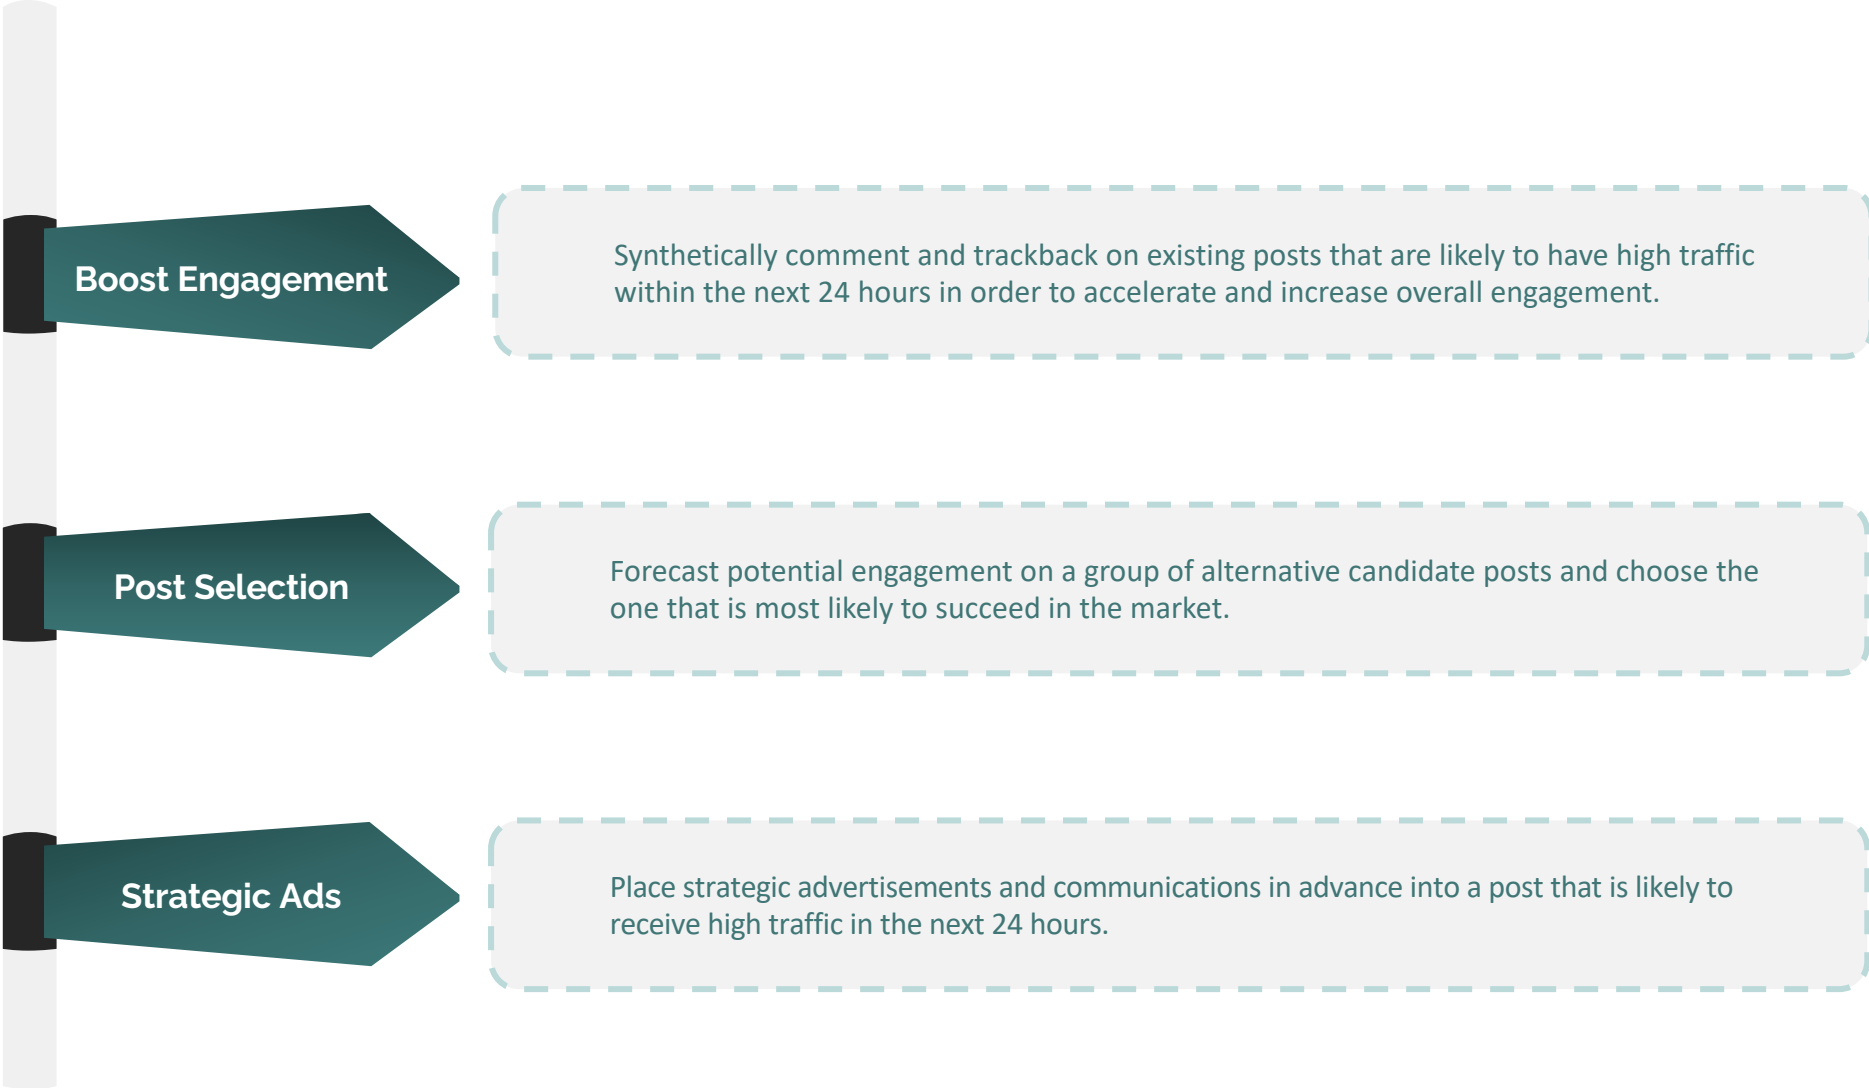 Boost Engagement
Synthetically comment and trackback on existing posts that are likely to have high traffic
within the next 24 hours in order to accelerate and increase overall engagement.
Post Selection
Forecast potential engagement on a group of alternative candidate posts and choose the
one that is most likely to succeed in the market.
Strategic Ads
Place strategic advertisements and communications in advance into a post that is likely to
receive high traffic in the next 24 hours.